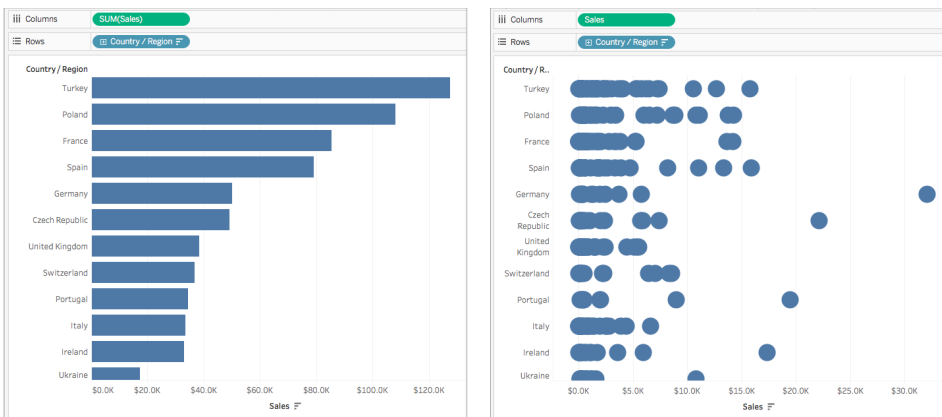 Columns SUM(Sales)
Rows Country / Region
Country / Region
Turkey
Poland
France
Spain
Germany
Czech Republic
United Kingdom
Switzerland
Portugal
Italy
Ireland
Ukraine
$0.0K $20.0K $40.0K $60.0K $80.0K $100.0K $120.0K
Sales
Columns Sales
Rows Country / Region
Country / R..
Turkey
Poland
France
Spain
Germany
Czech
Republic
United
Kingdom
Switzerland
Portugal
Italy
Ireland
Ukraine
$0.0K $5.0K $10.0K $15.0K $20.0K $25.0K $30.0K
Sales